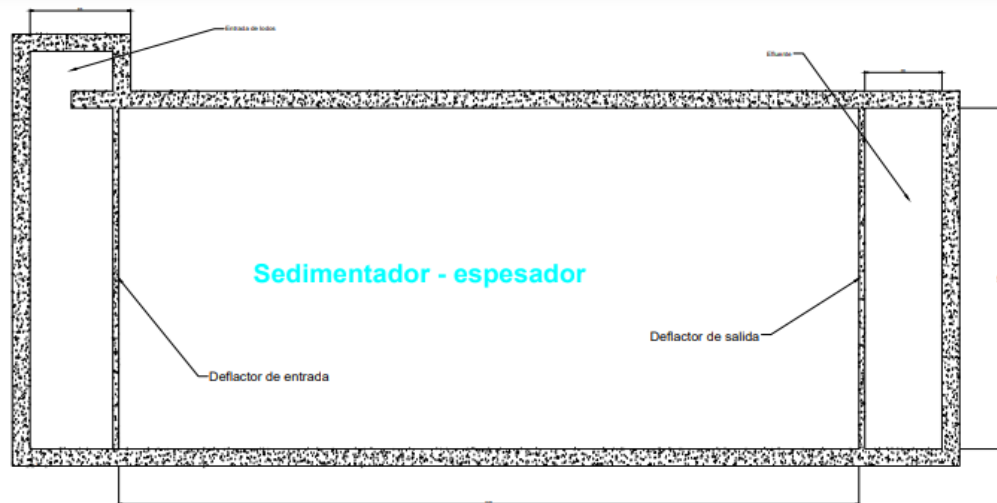 Entrada de lodos
Efluente
Sedimentador - espesador
Deflactor de salida
Deflactor de entrada